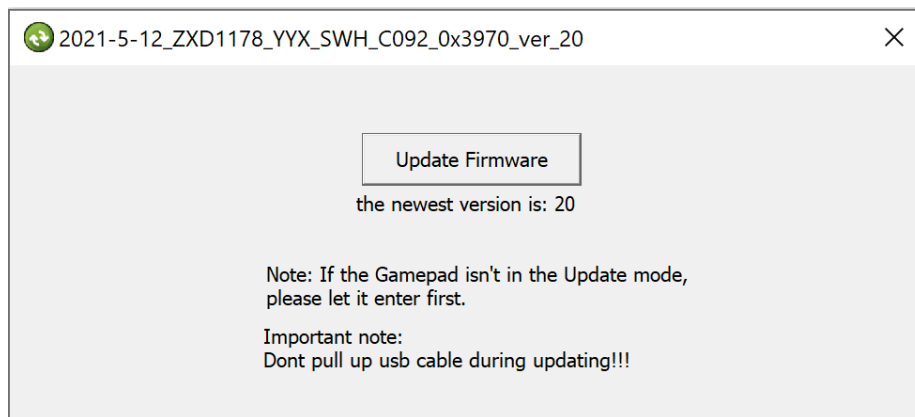 2021-5-12_ZXD1178_YYX_SWH_C092_0x3970_ver_20
Update Firmware
the newest version is: 20
Note: If the Gamepad isn't in the Update mode,
please let it enter first.
Important note:
Dont pull up usb cable during updating!!!